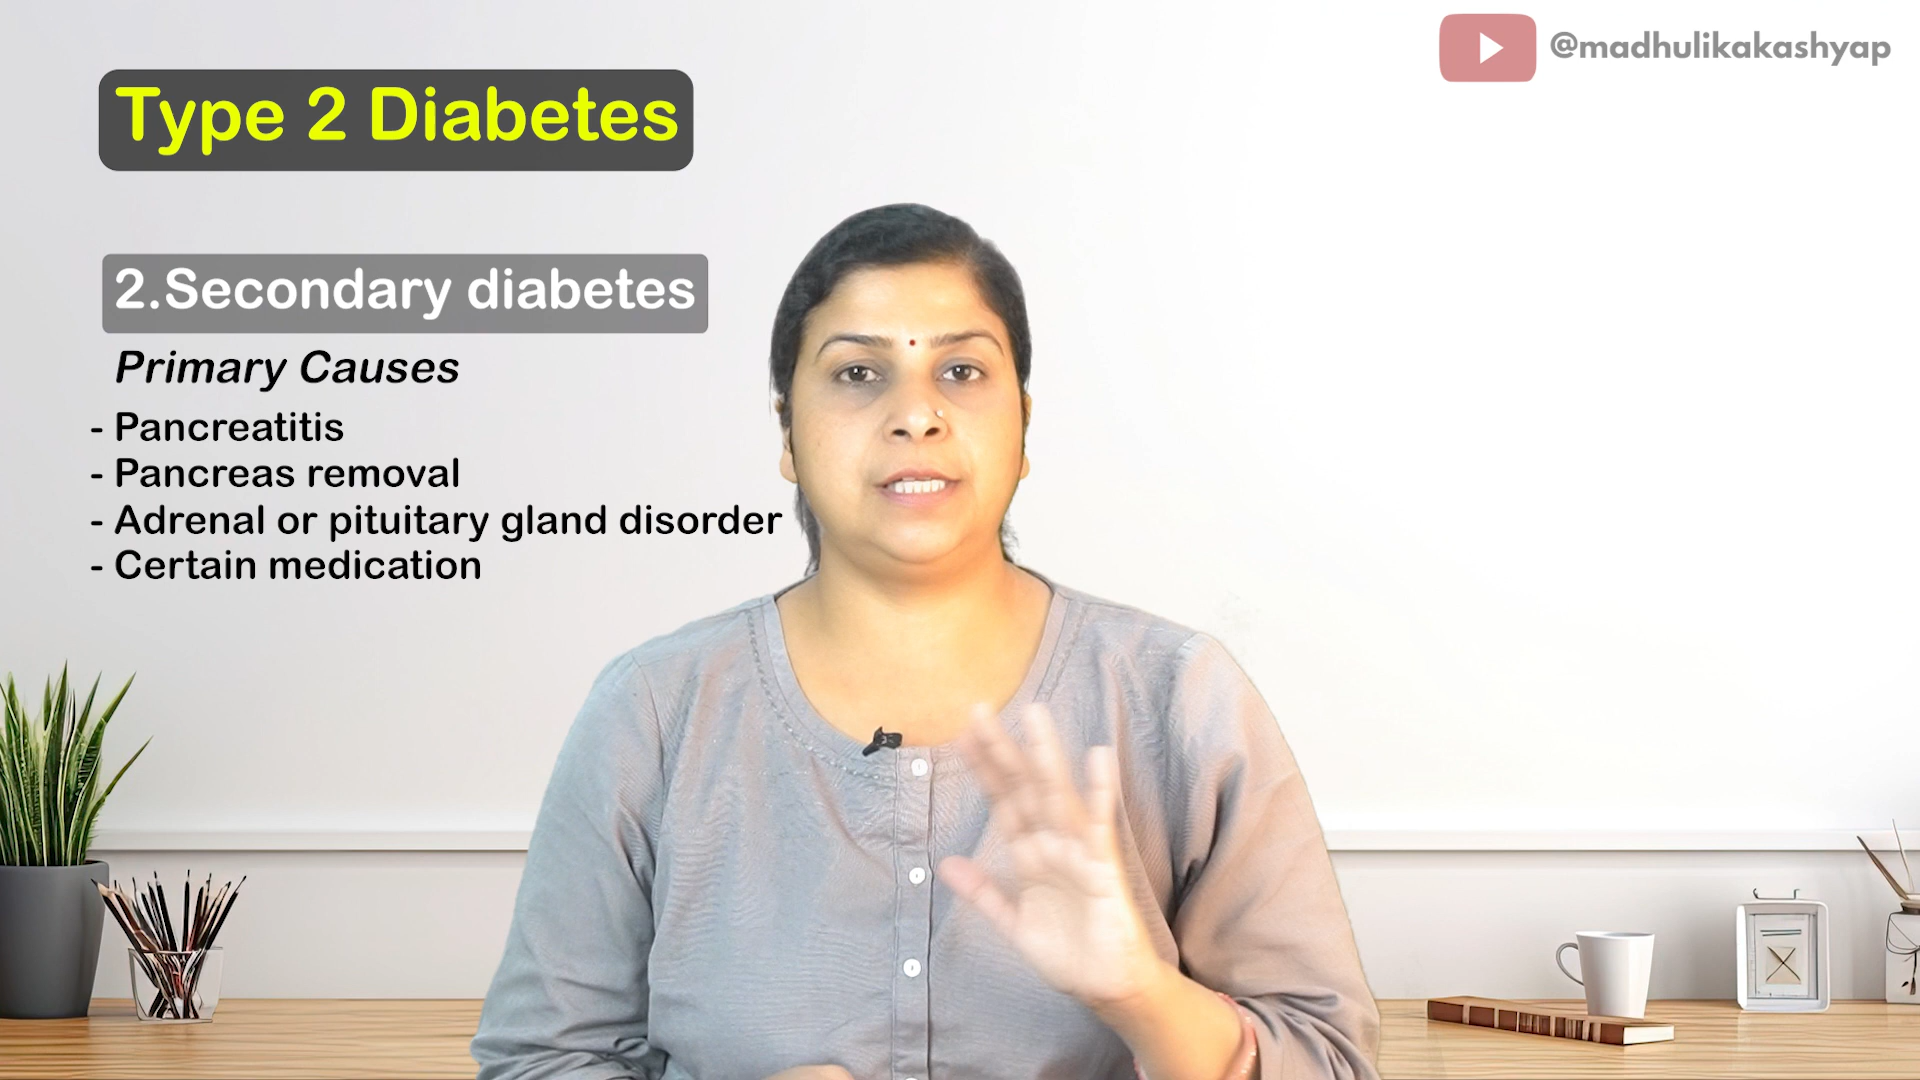 @madhulikakashyap
Type 2 Diabetes
2.Secondary diabetes
Primary Causes
- Pancreatitis
- Pancreas removal
- Adrenal or pituitary gland disorder
- Certain medication